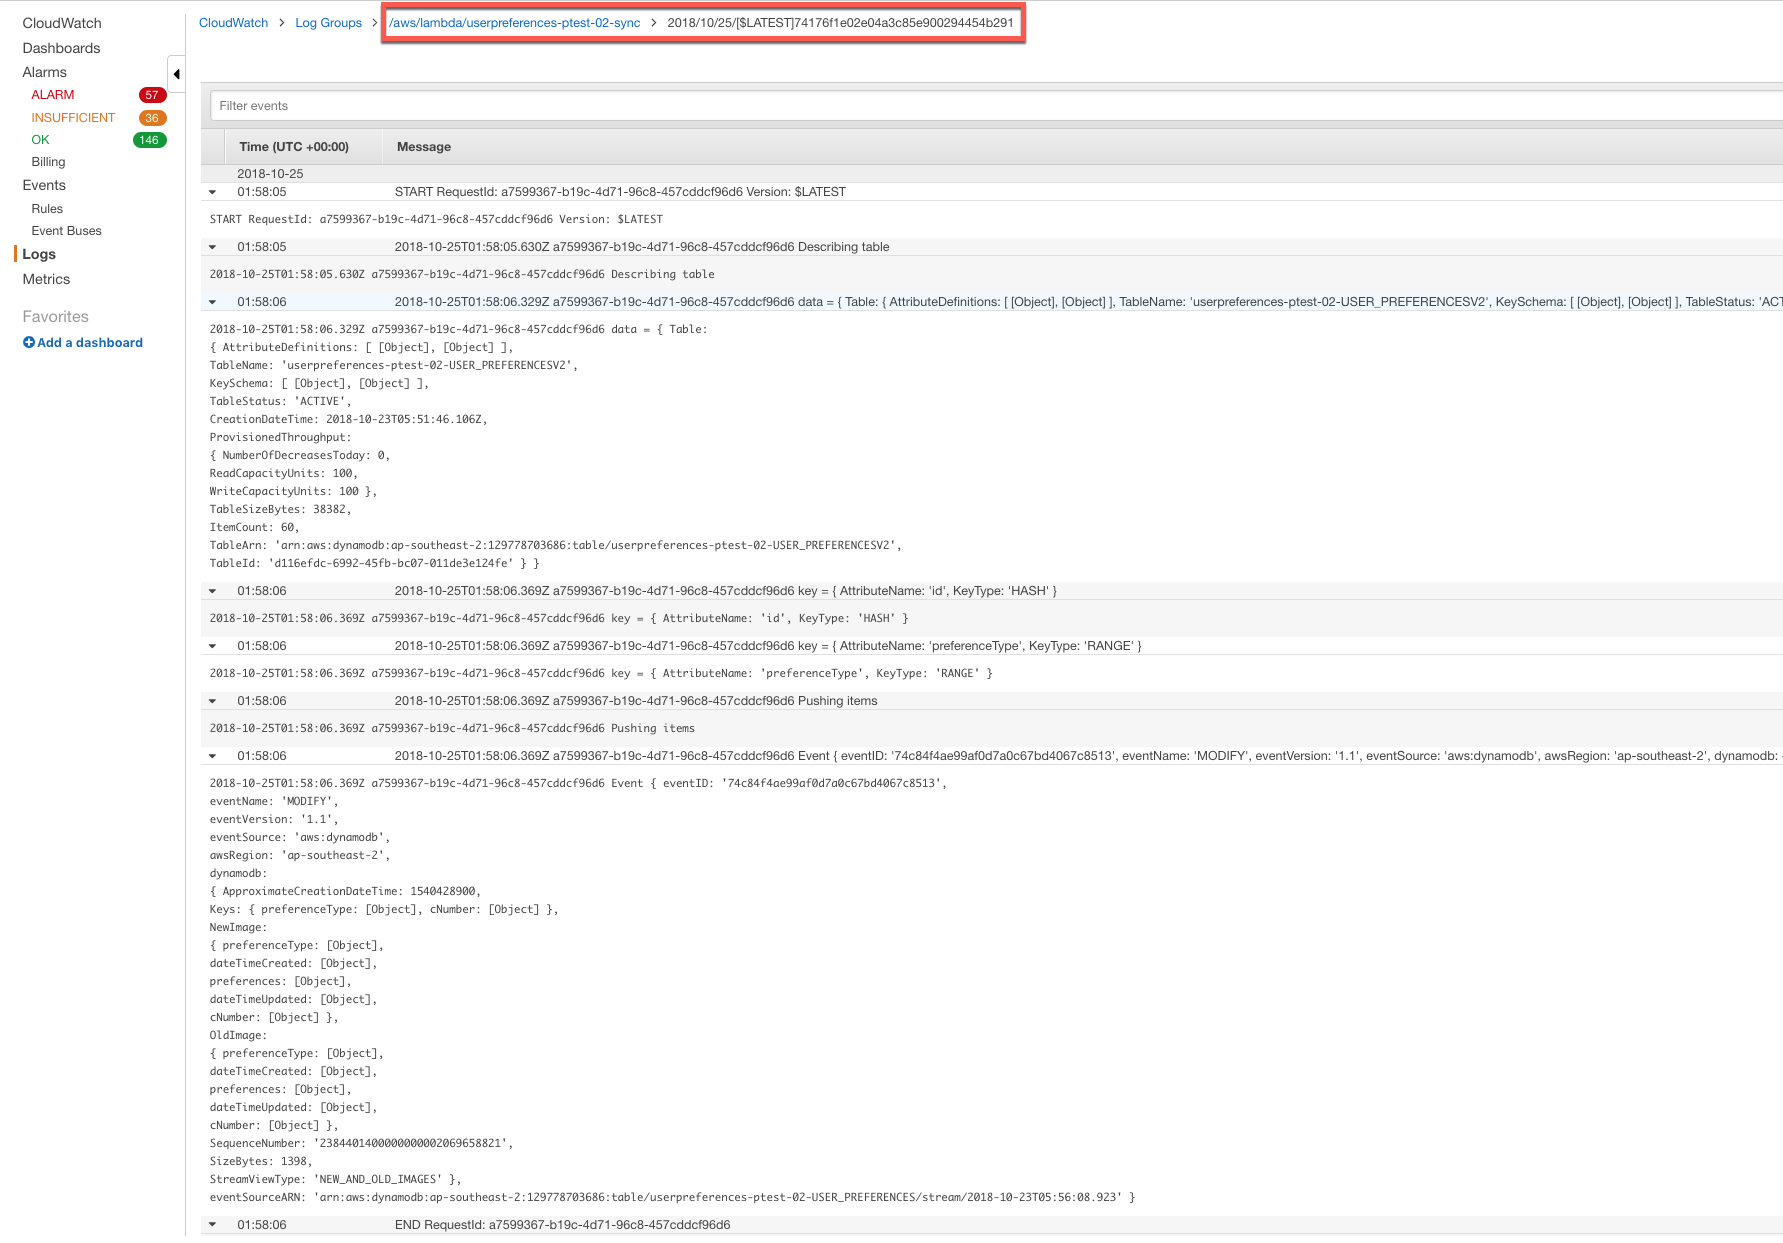 CloudWatch
Dashboards
Alarms
ALARM 57
INSUFFICIENT 36
OK 146
Billing
Events
Rules
Event Buses
Logs
Metrics
Favorites
Add a dashboard
CloudWatch > Log Groups > /aws/lambda/userpreferences-ptest-02-sync > 2018/10/25/[$LATEST]74176f1e02e04a3c85e900294454b291
Filter events
Time (UTC +00:00) Message
2018-10-25
01:58:05 START RequestId: a7599367-b19c-4d71-96c8-457cddcf96d6 Version: $LATEST
START RequestId: a7599367-b19c-4d71-96c8-457cddcf96d6 Version: $LATEST
01:58:05 2018-10-25T01:58:05.630Z a7599367-b19c-4d71-96c8-457cddcf96d6 Describing table
2018-10-25T01:58:05.630Z a7599367-b19c-4d71-96c8-457cddcf96d6 Describing table
01:58:06 2018-10-25T01:58:06.329Z a7599367-b19c-4d71-96c8-457cddcf96d6 data = { Table: { AttributeDefinitions: [ [Object], [Object] ], TableName: 'userpreferences-ptest-02-USER_PREFERENCESV2', KeySchema: [ [Object], [Object] ], TableStatus: 'ACT
2018-10-25T01:58:06.329Z a7599367-b19c-4d71-96c8-457cddcf96d6 data = { Table:
{ AttributeDefinitions: [ [Object], [Object] ],
TableName: 'userpreferences-ptest-02-USER_PREFERENCESV2',
KeySchema: [ [Object], [Object] ],
TableStatus: 'ACTIVE',
CreationDateTime: 2018-10-23T05:51:46.106Z,
ProvisionedThroughput:
{ NumberOfDecreasesToday: 0,
ReadCapacityUnits: 100,
WriteCapacityUnits: 100 },
TableSizeBytes: 38382,
ItemCount: 60,
TableArn: 'arn:aws:dynamodb:ap-southeast-2:129778703686:table/userpreferences-ptest-02-USER_PREFERENCESV2',
TableId: 'd116efdc-6992-45fb-bc07-011de3e124fe' } }
01:58:06 2018-10-25T01:58:06.369Z a7599367-b19c-4d71-96c8-457cddcf96d6 key = { AttributeName: 'id', KeyType: 'HASH' }
2018-10-25T01:58:06.369Z a7599367-b19c-4d71-96c8-457cddcf96d6 key = { AttributeName: 'id', KeyType: 'HASH' }
01:58:06 2018-10-25T01:58:06.369Z a7599367-b19c-4d71-96c8-457cddcf96d6 key = { AttributeName: 'preferenceType', KeyType: 'RANGE' }
2018-10-25T01:58:06.369Z a7599367-b19c-4d71-96c8-457cddcf96d6 key = { AttributeName: 'preferenceType', KeyType: 'RANGE' }
01:58:06 2018-10-25T01:58:06.369Z a7599367-b19c-4d71-96c8-457cddcf96d6 Pushing items
2018-10-25T01:58:06.369Z a7599367-b19c-4d71-96c8-457cddcf96d6 Pushing items
01:58:06 2018-10-25T01:58:06.369Z a7599367-b19c-4d71-96c8-457cddcf96d6 Event { eventID: '74c84f4ae99af0d7a0c67bd4067c8513', eventName: 'MODIFY', eventVersion: '1.1', eventSource: 'aws:dynamodb', awsRegion: 'ap-southeast-2', dynamodb:
2018-10-25T01:58:06.369Z a7599367-b19c-4d71-96c8-457cddcf96d6 Event { eventID: '74c84f4ae99af0d7a0c67bd4067c8513',
eventName: 'MODIFY',
eventVersion: '1.1',
eventSource: 'aws:dynamodb',
awsRegion: 'ap-southeast-2',
dynamodb:
{ ApproximateCreationDateTime: 1540428900,
Keys: { preferenceType: [Object], cNumber: [Object] },
NewImage:
{ preferenceType: [Object],
dateTimeCreated: [Object],
preferences: [Object],
dateTimeUpdated: [Object],
cNumber: [Object] },
OldImage:
{ preferenceType: [Object],
dateTimeCreated: [Object],
preferences: [Object],
dateTimeUpdated: [Object],
cNumber: [Object] },
SequenceNumber: '2384401400000000002069658821',
SizeBytes: 1398,
StreamViewType: 'NEW_AND_OLD_IMAGES' },
eventSourceARN: 'arn:aws:dynamodb:ap-southeast-2:129778703686:table/userpreferences-ptest-02-USER_PREFERENCES/stream/2018-10-23T05:56:08.923' }
01:58:06 END RequestId: a7599367-b19c-4d71-96c8-457cddcf96d6